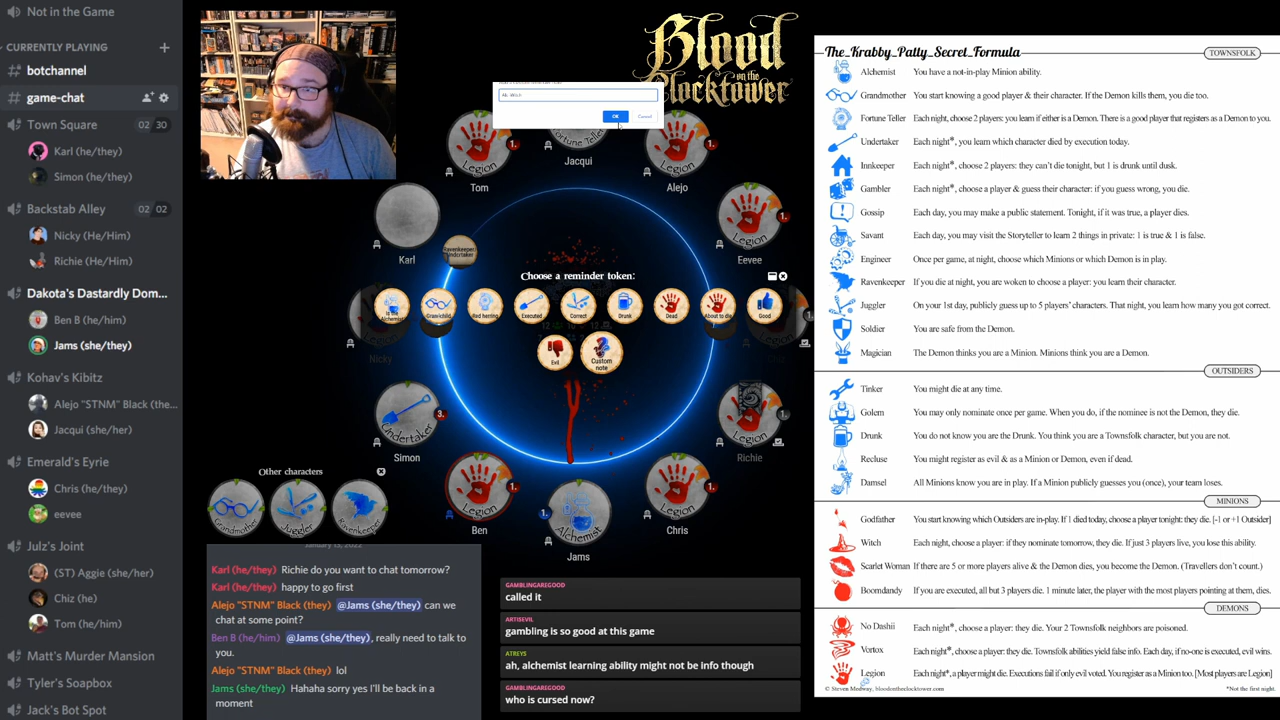 Not in the Game
CURRENTLY PLAYING
# botchannel
# game-chat
Town Square 02 30
Karl (he/they)
Simon (he/they)
Backstab Alley 02 02
Nicky (He/Him)
Richie (He/Him)
Dakota's Dastardly Dom...
Ben B (he/him)
Jams (she/they)
Kohav's Kibitz
Alejo "STNM" Black (the...
Jacqui (she/her)
Emerald's Eyrie
Chris (he/they)
eevee
Julz's Joint
(ST) Aggie (she/her)
Chiz (he)
Tom (he/him)
Matt's Murder Mansion
Tyler's Soapbox
Jack's Box
Blood
on the
Clocktower
OK
Cancel
Fortune Teller
Jacqui
Legion
1.
Tom
Legion
1.
Alejo
Legion
1.
Eevee
Karl
Ravenkeeper
Undertaker
Choose a reminder token:
Is the Alchemist
Grandchild
Red herring
Executed
Correct
Drunk
Dead
About to die
Good
Evil
Custom note
Nicky
Undertaker
3.
Simon
Legion
1.
Richie
Legion
1.
Ben
1.
Alchemist
Jams
Legion
1.
Chris
Other characters
Grandmother
Juggler
Ravenkeeper
January 15, 2022
Karl (he/they) Richie do you want to chat tomorrow?
Karl (he/they) happy to go first
Alejo "STNM" Black (they) @Jams (she/they) can we
chat at some point?
Ben B (he/him) @Jams (she/they), really need to talk to
you.
Alejo "STNM" Black (they) lol
Jams (she/they) Hahaha sorry yes I'll be back in a
moment
GAMBLINGAREGOOD
called it
ARTISEVIL
gambling is so good at this game
ATREYS
ah, alchemist learning ability might not be info though
GAMBLINGAREGOOD
who is cursed now?
The_Krabby_Patty_Secret_Formula
TOWNSFOLK
Alchemist You have a not-in-play Minion ability.
Grandmother You start knowing a good player & their character. If the Demon kills them, you die too.
Fortune Teller Each night, choose 2 players: you learn if either is a Demon. There is a good player that registers as a Demon to you.
Undertaker Each night*, you learn which character died by execution today.
Innkeeper Each night*, choose 2 players: they can't die tonight, but 1 is drunk until dusk.
Gambler Each night*, choose a player & guess their character: if you guess wrong, you die.
Gossip Each day, you may make a public statement. Tonight, if it was true, a player dies.
Savant Each day, you may visit the Storyteller to learn 2 things in private: 1 is true & 1 is false.
Engineer Once per game, at night, choose which Minions or which Demon is in play.
Ravenkeeper If you die at night, you are woken to choose a player: you learn their character.
Juggler On your 1st day, publicly guess up to 5 players' characters. That night, you learn how many you got correct.
Soldier You are safe from the Demon.
Magician The Demon thinks you are a Minion. Minions think you are a Demon.
OUTSIDERS
Tinker You might die at any time.
Golem You may only nominate once per game. When you do, if the nominee is not the Demon, they die.
Drunk You do not know you are the Drunk. You think you are a Townsfolk character, but you are not.
Recluse You might register as evil & as a Minion or Demon, even if dead.
Damsel All Minions know you are in play. If a Minion publicly guesses you (once), your team loses.
MINIONS
Godfather You start knowing which Outsiders are in-play. If 1 died today, choose a player tonight: they die. [-1 or +1 Outsider]
Witch Each night, choose a player: if they nominate tomorrow, they die. If just 3 players live, you lose this ability.
Scarlet Woman If there are 5 or more players alive & the Demon dies, you become the Demon. (Travellers don't count.)
Boomdandy If you are executed, all but 3 players die. 1 minute later, the player with the most players pointing at them, dies.
DEMONS
No Dashii Each night*, choose a player: they die. Your 2 Townsfolk neighbors are poisoned.
Vortox Each night*, choose a player: they die. Townsfolk abilities yield false info. Each day, if no-one is executed, evil wins.
Legion Each night*, a player might die. Executions fail if only evil voted. You register as a Minion too. [Most players are Legion]
© Steven Medway, bloodontheclocktower.com
*Not the first night.